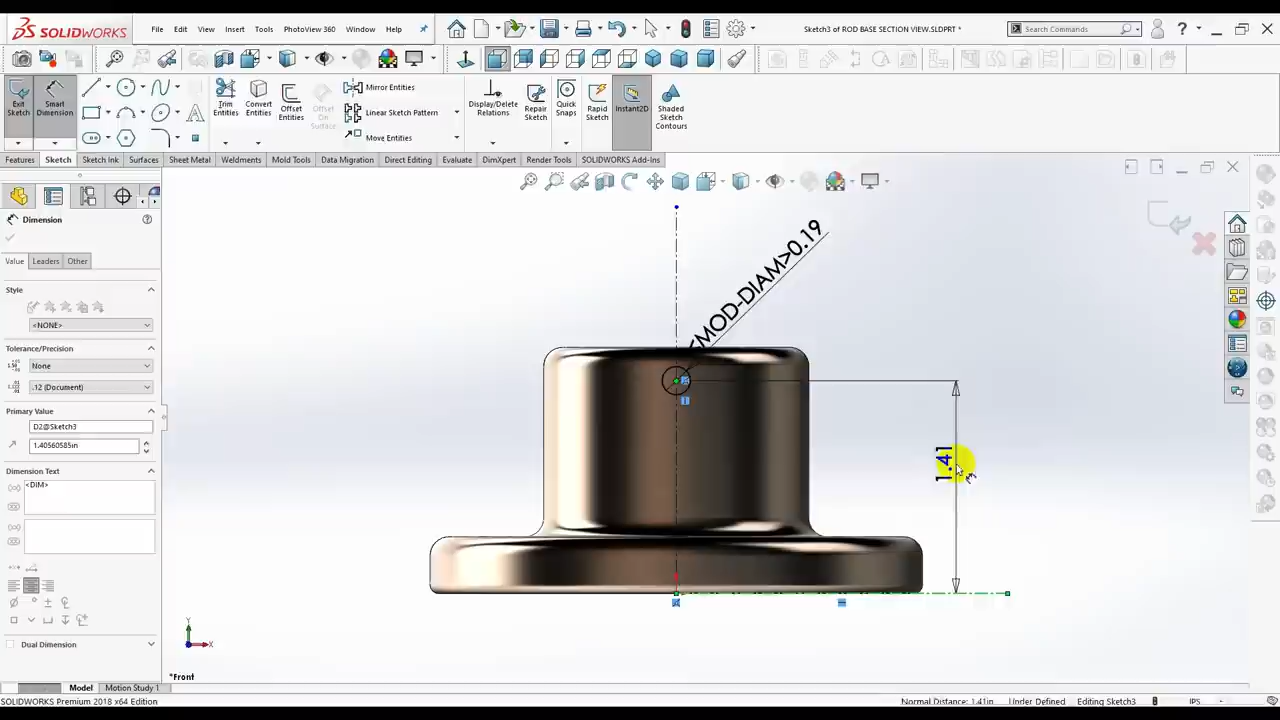 SOLIDWORKS
File Edit View Insert Tools PhotoView 360 Window Help
Sketch3 of ROD BASE SECTION VIEW.SLDPRT *
Search Commands
Exit Sketch
Smart Dimension
Trim Entities
Convert Entities
Offset Entities
Offset On Surface
Mirror Entities
Linear Sketch Pattern
Move Entities
Display/Delete Relations
Repair Sketch
Quick Snaps
Rapid Sketch
Instant2D
Shaded Sketch Contours
Features Sketch Sketch Ink Surfaces Sheet Metal Weldments Mold Tools Data Migration Direct Editing Evaluate DimXpert Render Tools SOLIDWORKS Add-Ins
Dimension
Value Leaders Other
Style
<NONE>
Tolerance/Precision
None
.12 (Document)
Primary Value
D2@Sketch3
1.40560585in
Dimension Text
<DIM>
Dual Dimension
<MOD-DIAM>0.19
1.41
Y
X
*Front
Model Motion Study 1
SOLIDWORKS Premium 2018 x64 Edition
Normal Distance: 1.41in Under Defined Editing Sketch3 IPS